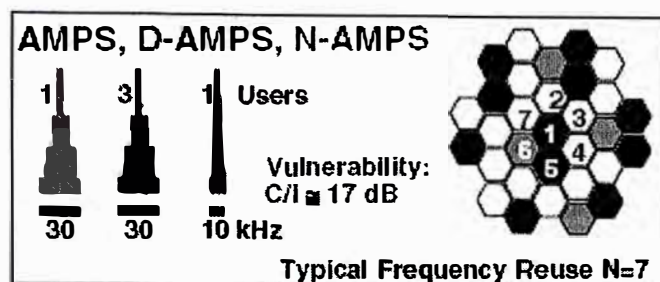 AMPS, D-AMPS, N-AMPS
1 3 1 Users
Vulnerability:
C/I ≅ 17 dB
30 30 10 kHz
2
7 3
1
6 4
5
Typical Frequency Reuse N=7